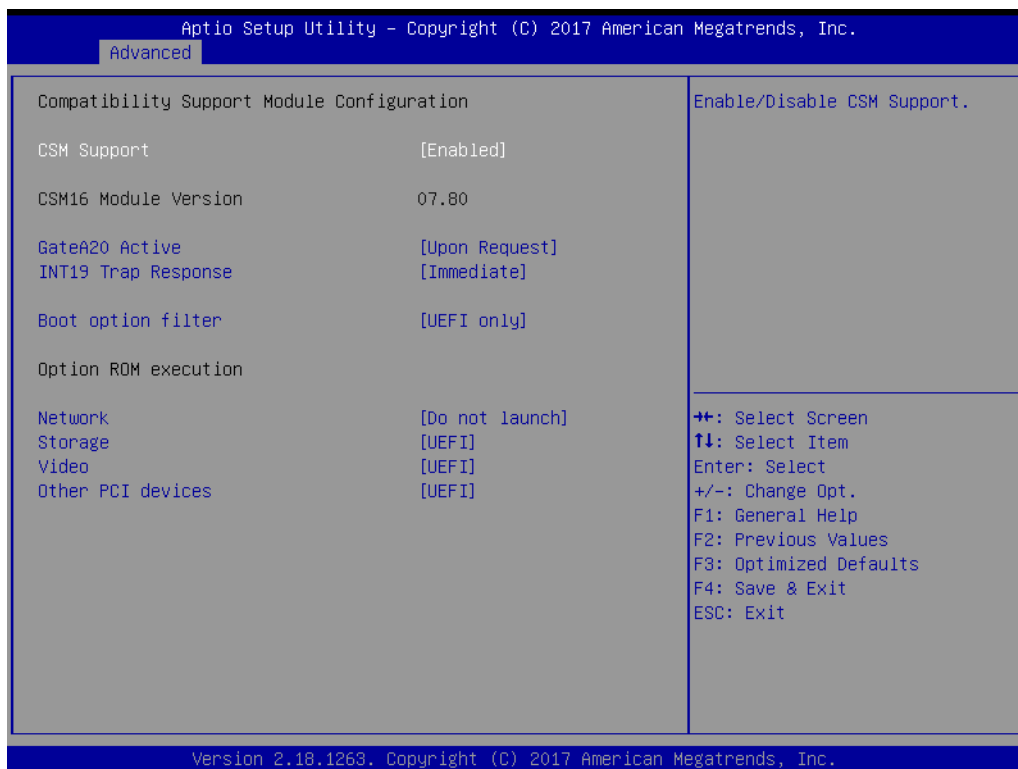 Aptio Setup Utility – Copyright (C) 2017 American Megatrends, Inc.
Advanced
Compatibility Support Module Configuration
CSM Support [Enabled]
CSM16 Module Version 07.80
GateA20 Active [Upon Request]
INT19 Trap Response [Immediate]
Boot option filter [UEFI only]
Option ROM execution
Network [Do not launch]
Storage [UEFI]
Video [UEFI]
Other PCI devices [UEFI]
Enable/Disable CSM Support.
→←: Select Screen
↑↓: Select Item
Enter: Select
+/-: Change Opt.
F1: General Help
F2: Previous Values
F3: Optimized Defaults
F4: Save & Exit
ESC: Exit
Version 2.18.1263. Copyright (C) 2017 American Megatrends, Inc.